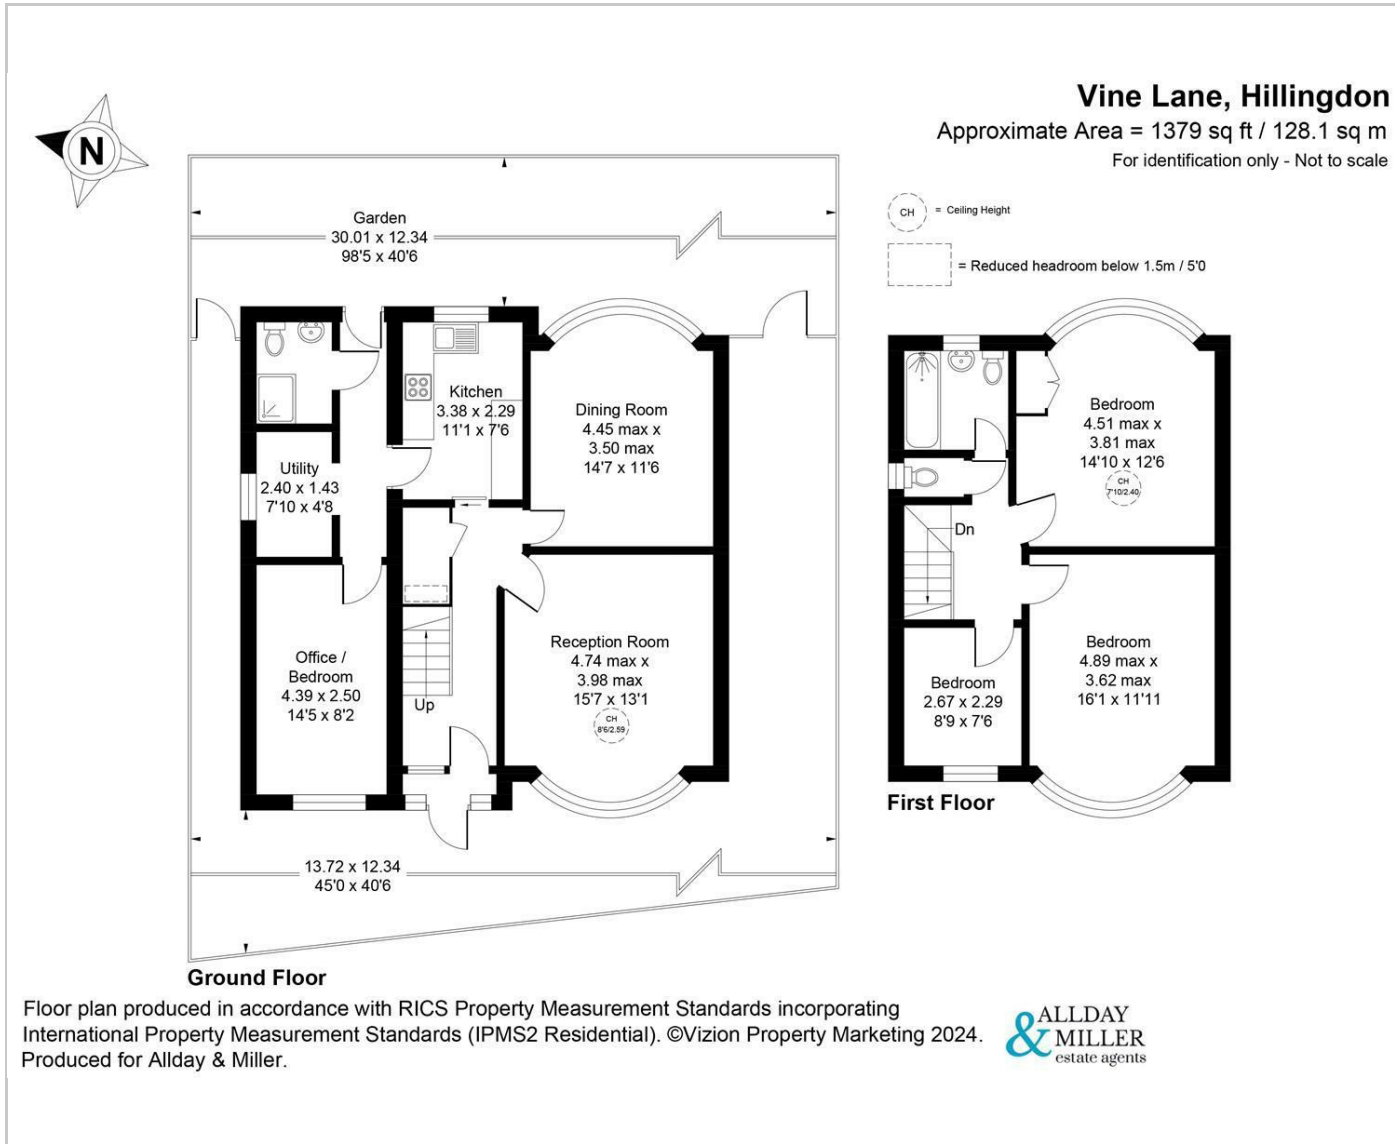 Vine Lane, Hillingdon
Approximate Area = 1379 sq ft / 128.1 sq m
For identification only - Not to scale
N
CH = Ceiling Height
= Reduced headroom below 1.5m / 5'0
Garden
30.01 x 12.34
98'5 x 40'6
Kitchen
3.38 x 2.29
11'1 x 7'6
Dining Room
4.45 max x
3.50 max
14'7 x 11'6
Utility
2.40 x 1.43
7'10 x 4'8
Office /
Bedroom
4.39 x 2.50
14'5 x 8'2
Up
Reception Room
4.74 max x
3.98 max
15'7 x 13'1
CH
8'6/2.59
13.72 x 12.34
45'0 x 40'6
Ground Floor
Bedroom
4.51 max x
3.81 max
14'10 x 12'6
CH
7'10/2.40
Dn
Bedroom
4.89 max x
3.62 max
16'1 x 11'11
Bedroom
2.67 x 2.29
8'9 x 7'6
First Floor
Floor plan produced in accordance with RICS Property Measurement Standards incorporating
International Property Measurement Standards (IPMS2 Residential). ©Vizion Property Marketing 2024.
Produced for Allday & Miller.
ALLDAY
& MILLER
estate agents